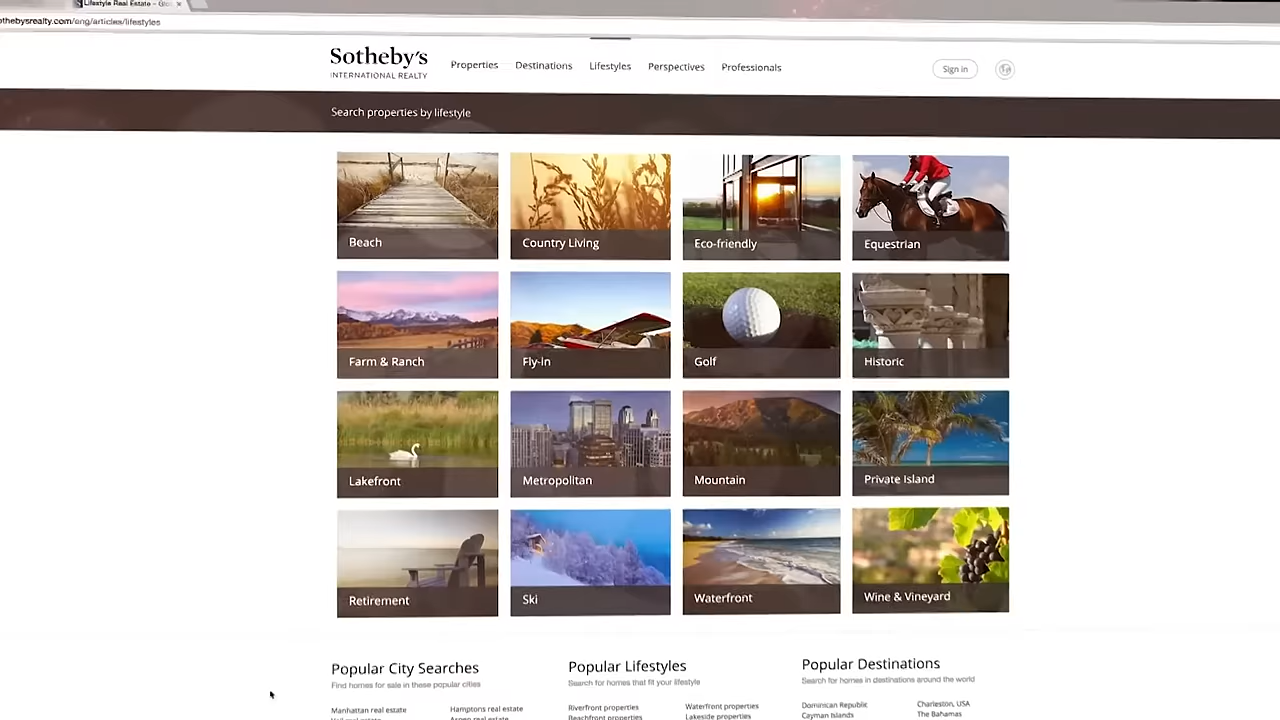 Lifestyle Real Estate –
othebysrealty.com/eng/articles/lifestyles
Sotheby's
INTERNATIONAL REALTY
Properties Destinations Lifestyles Perspectives Professionals
Sign in
Search properties by lifestyle
Beach
Country Living
Eco-friendly
Equestrian
Farm & Ranch
Fly-in
Golf
Historic
Lakefront
Metropolitan
Mountain
Private Island
Retirement
Ski
Waterfront
Wine & Vineyard
Popular City Searches
Find homes for sale in these popular cities
Manhattan real estate
Hamptons real estate
Popular Lifestyles
Search for homes that fit your lifestyle
Riverfront properties
Waterfront properties
Beachfront properties
Lakeside properties
Popular Destinations
Search for homes in destinations around the world
Dominican Republic
Charleston, USA
Cayman Islands
The Bahamas